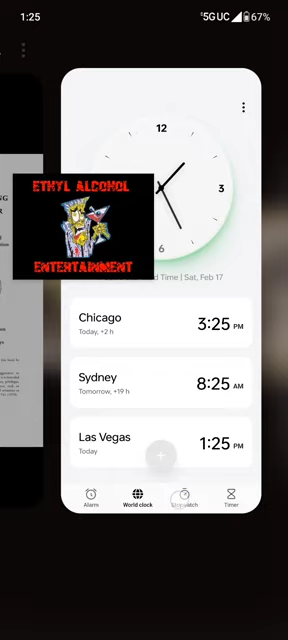 1:25
5G UC
67%
12
3
6
ETHYL ALCOHOL
ENTERTAINMENT
Time | Sat, Feb 17
Chicago
3:25 PM
Today, +2 h
Sydney
8:25 AM
Tomorrow, +19 h
Las Vegas
1:25 PM
Today
+
Alarm
World clock
Timer